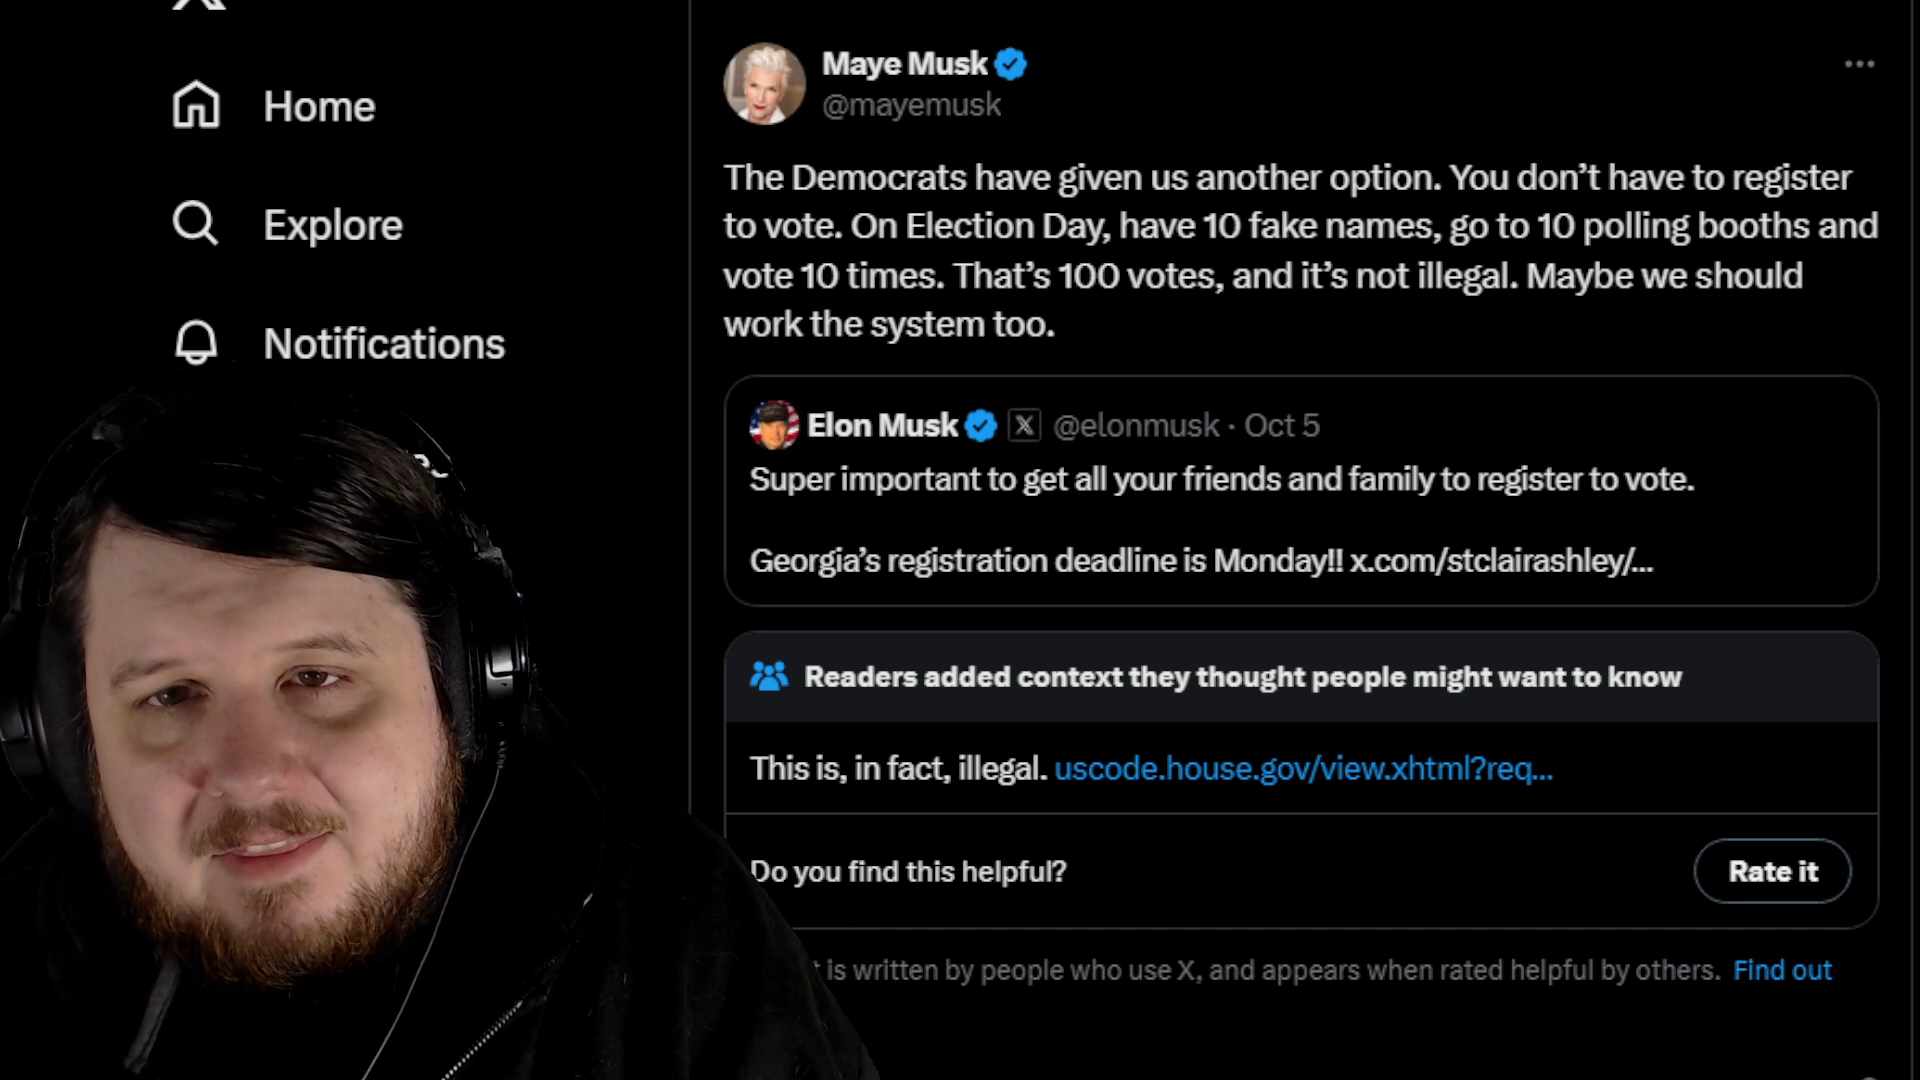 Home
Explore
Notifications
Maye Musk
@mayemusk
The Democrats have given us another option. You don’t have to register
to vote. On Election Day, have 10 fake names, go to 10 polling booths and
vote 10 times. That’s 100 votes, and it’s not illegal. Maybe we should
work the system too.
Elon Musk @elonmusk · Oct 5
Super important to get all your friends and family to register to vote.
Georgia’s registration deadline is Monday!! x.com/stclairashley/...
Readers added context they thought people might want to know
This is, in fact, illegal. uscode.house.gov/view.xhtml?req...
Do you find this helpful?
Rate it
is written by people who use X, and appears when rated helpful by others. Find out